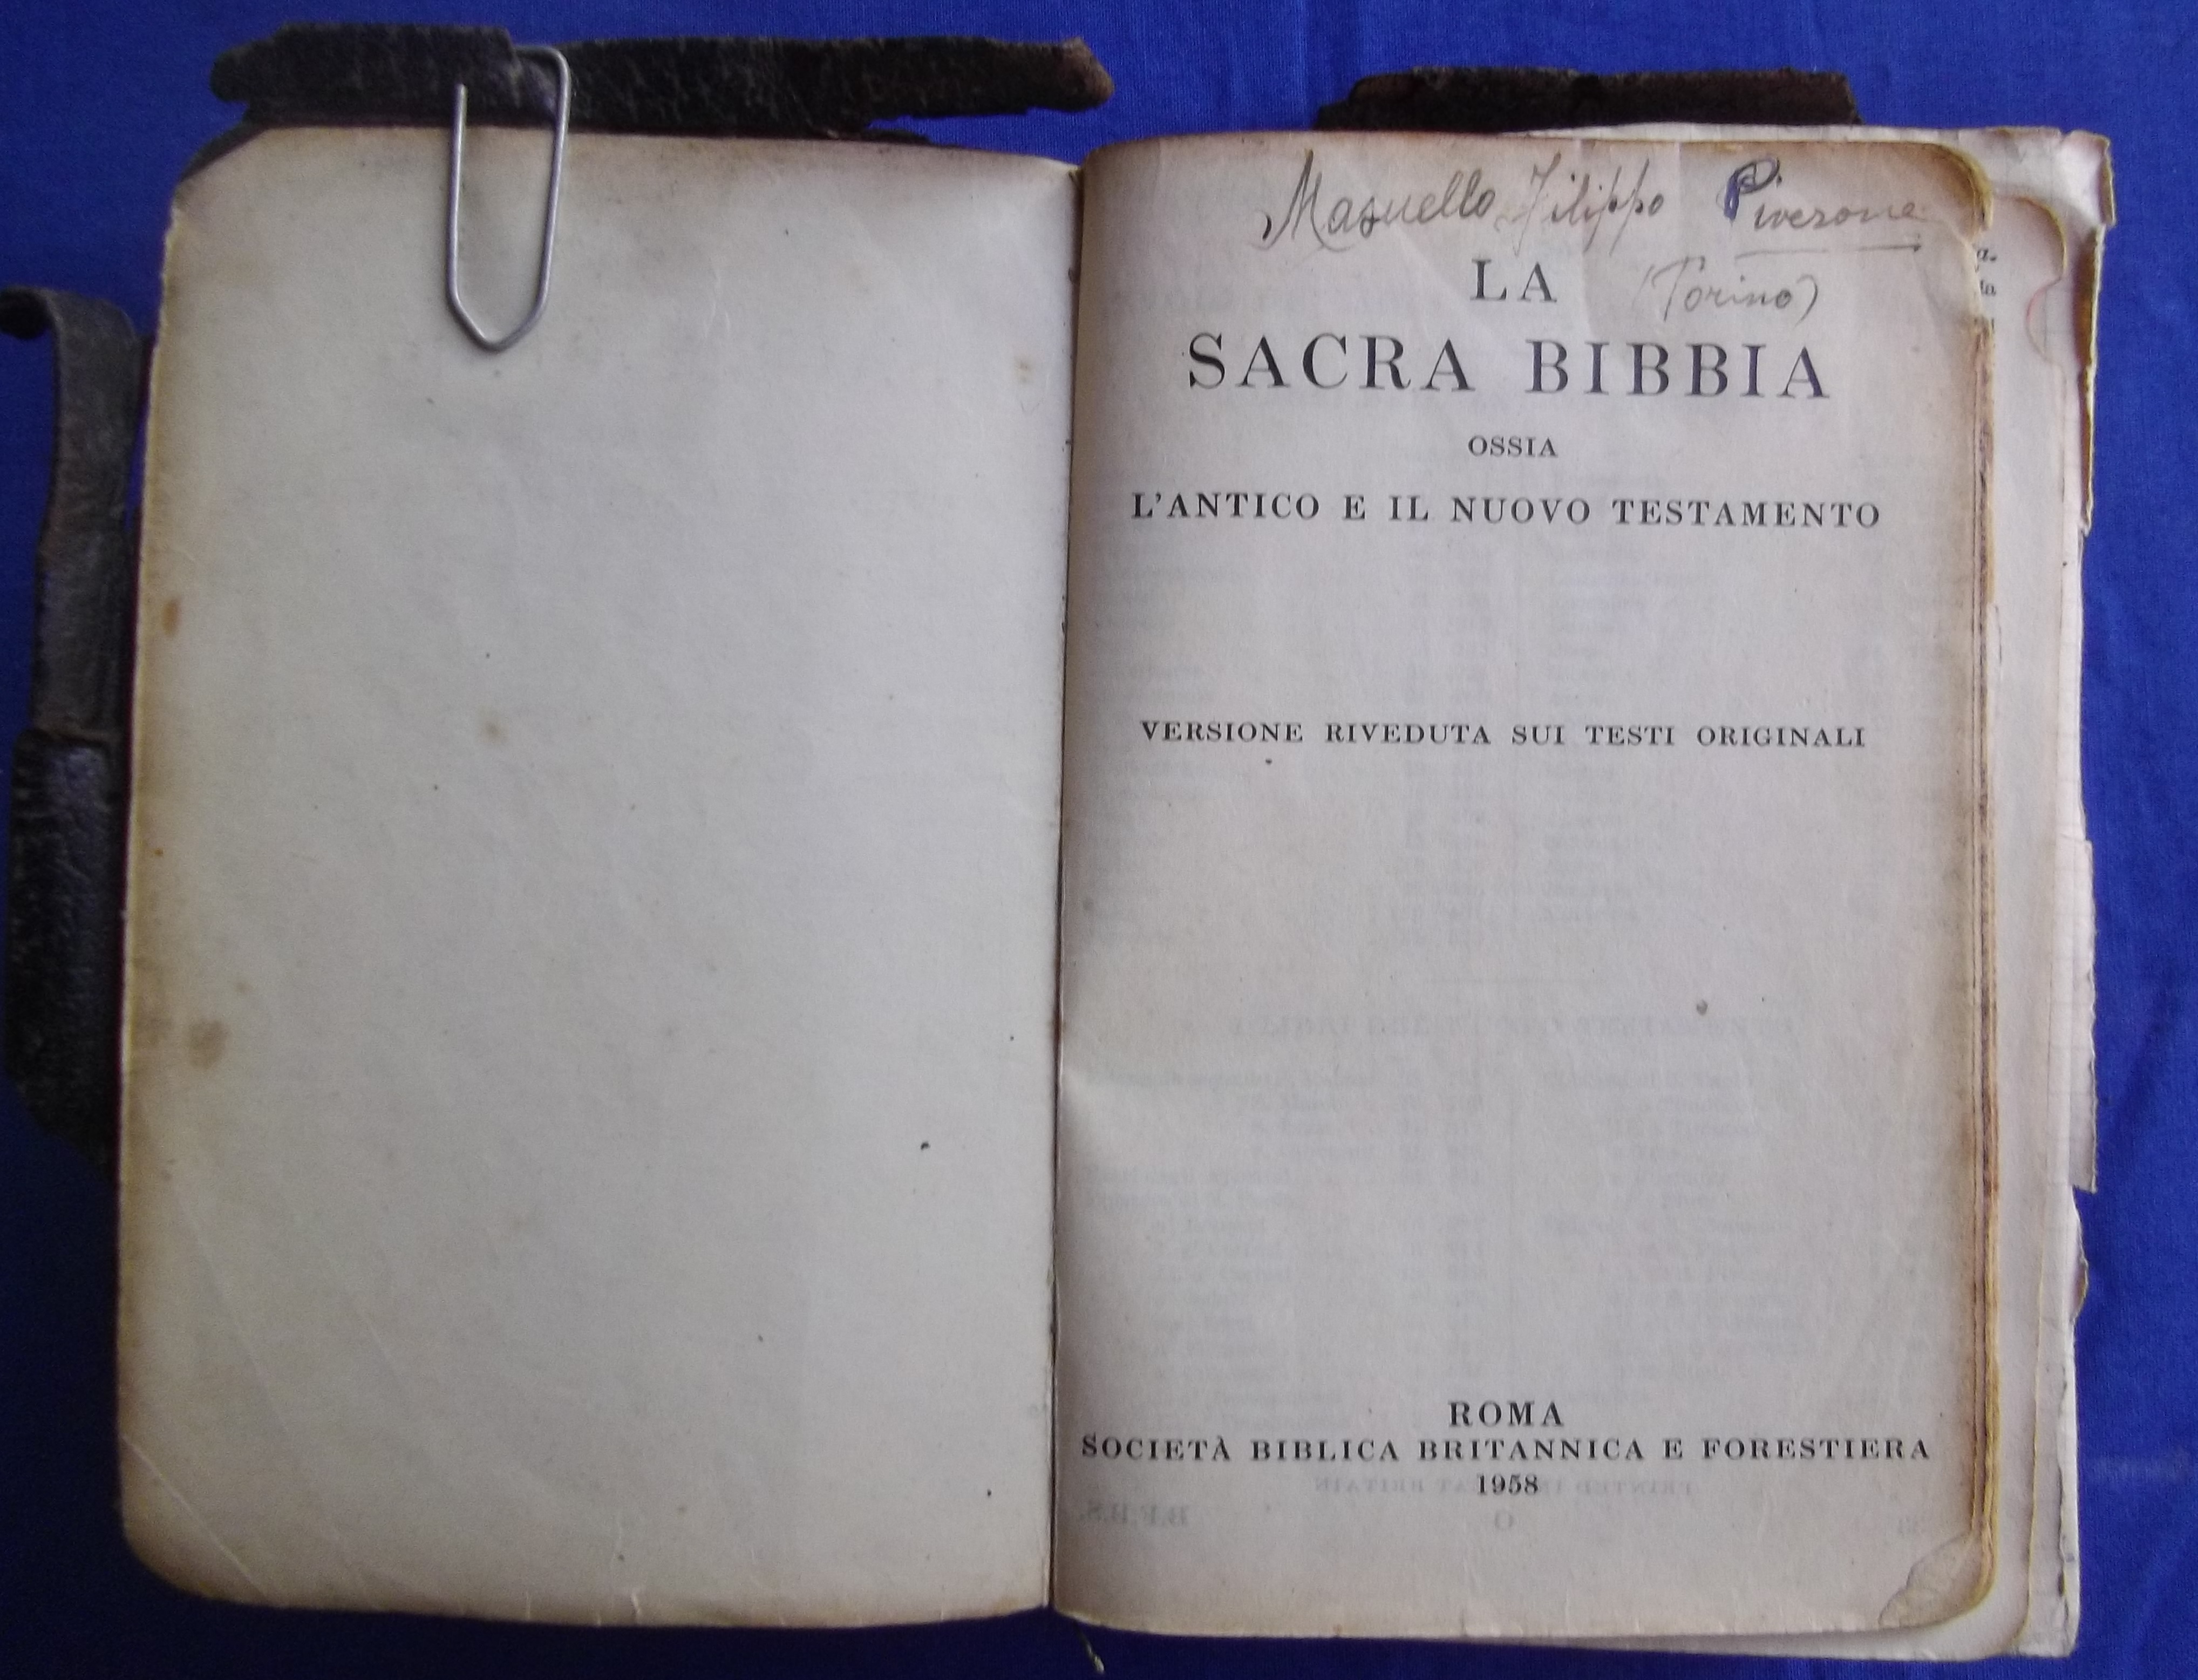 Masuello Filippo Piverone
(Torino)
LA
SACRA BIBBIA
OSSIA
L'ANTICO E IL NUOVO TESTAMENTO
VERSIONE RIVEDUTA SUI TESTI ORIGINALI
ROMA
SOCIETÀ BIBLICA BRITANNICA E FORESTIERA
1958